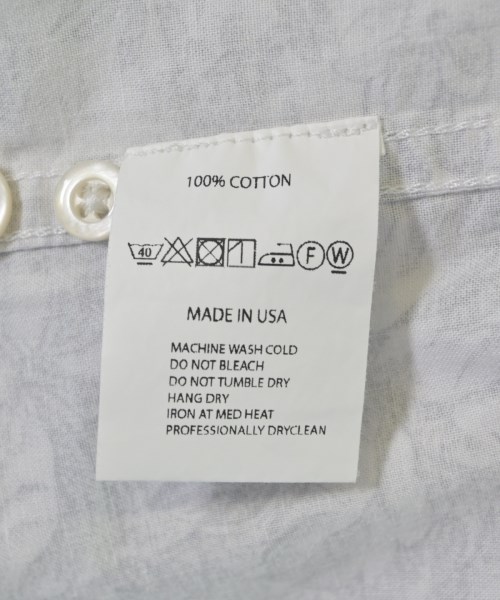 100% COTTON
40 F W
MADE IN USA
MACHINE WASH COLD
DO NOT BLEACH
DO NOT TUMBLE DRY
HANG DRY
IRON AT MED HEAT
PROFESSIONALLY DRYCLEAN